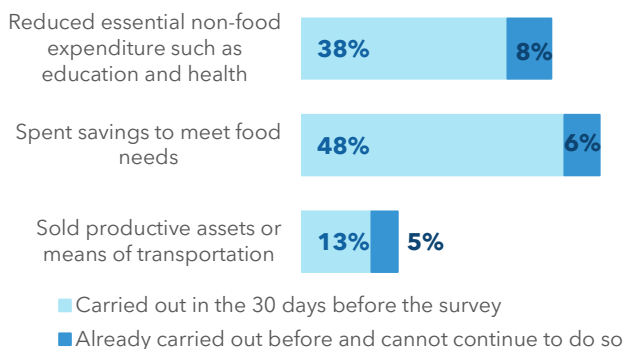 Reduced essential non-food
expenditure such as
education and health
38%
8%
Spent savings to meet food
needs
48%
6%
Sold productive assets or
means of transportation
13%
5%
Carried out in the 30 days before the survey
Already carried out before and cannot continue to do so